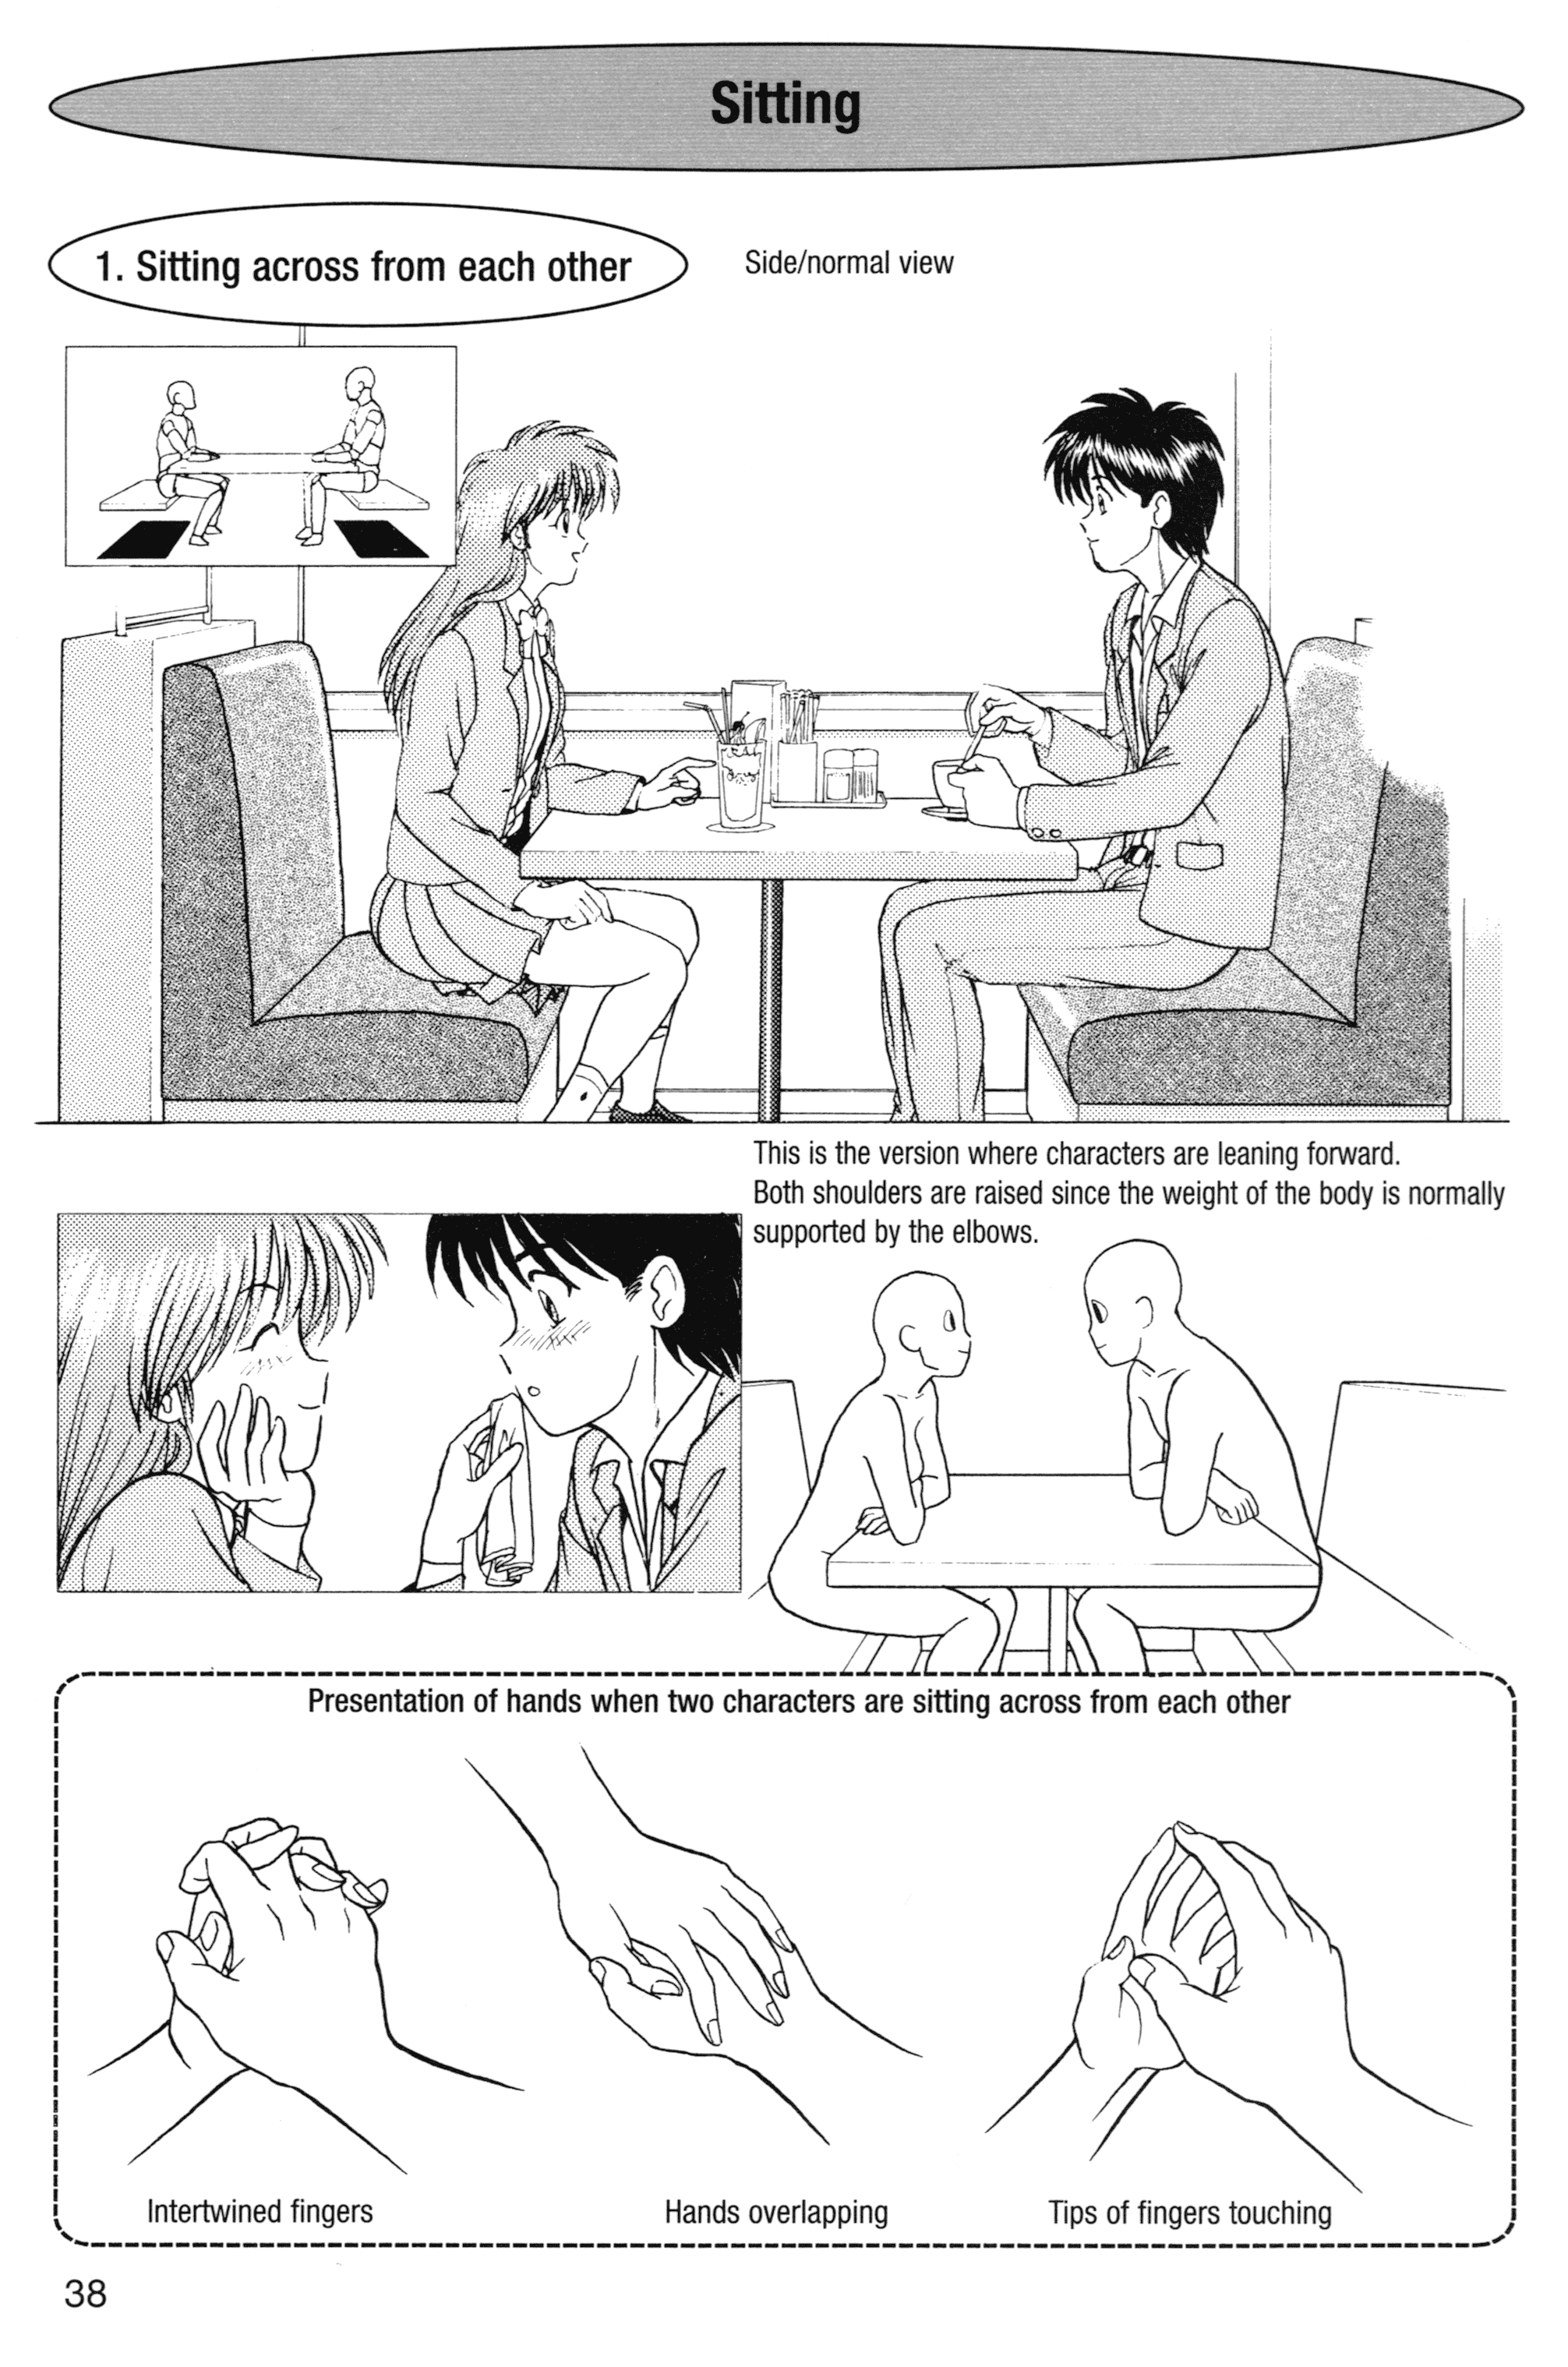 Sitting
1. Sitting across from each other
Side/normal view
This is the version where characters are leaning forward.
Both shoulders are raised since the weight of the body is normally
supported by the elbows.
Presentation of hands when two characters are sitting across from each other
Intertwined fingers
Hands overlapping
Tips of fingers touching
38